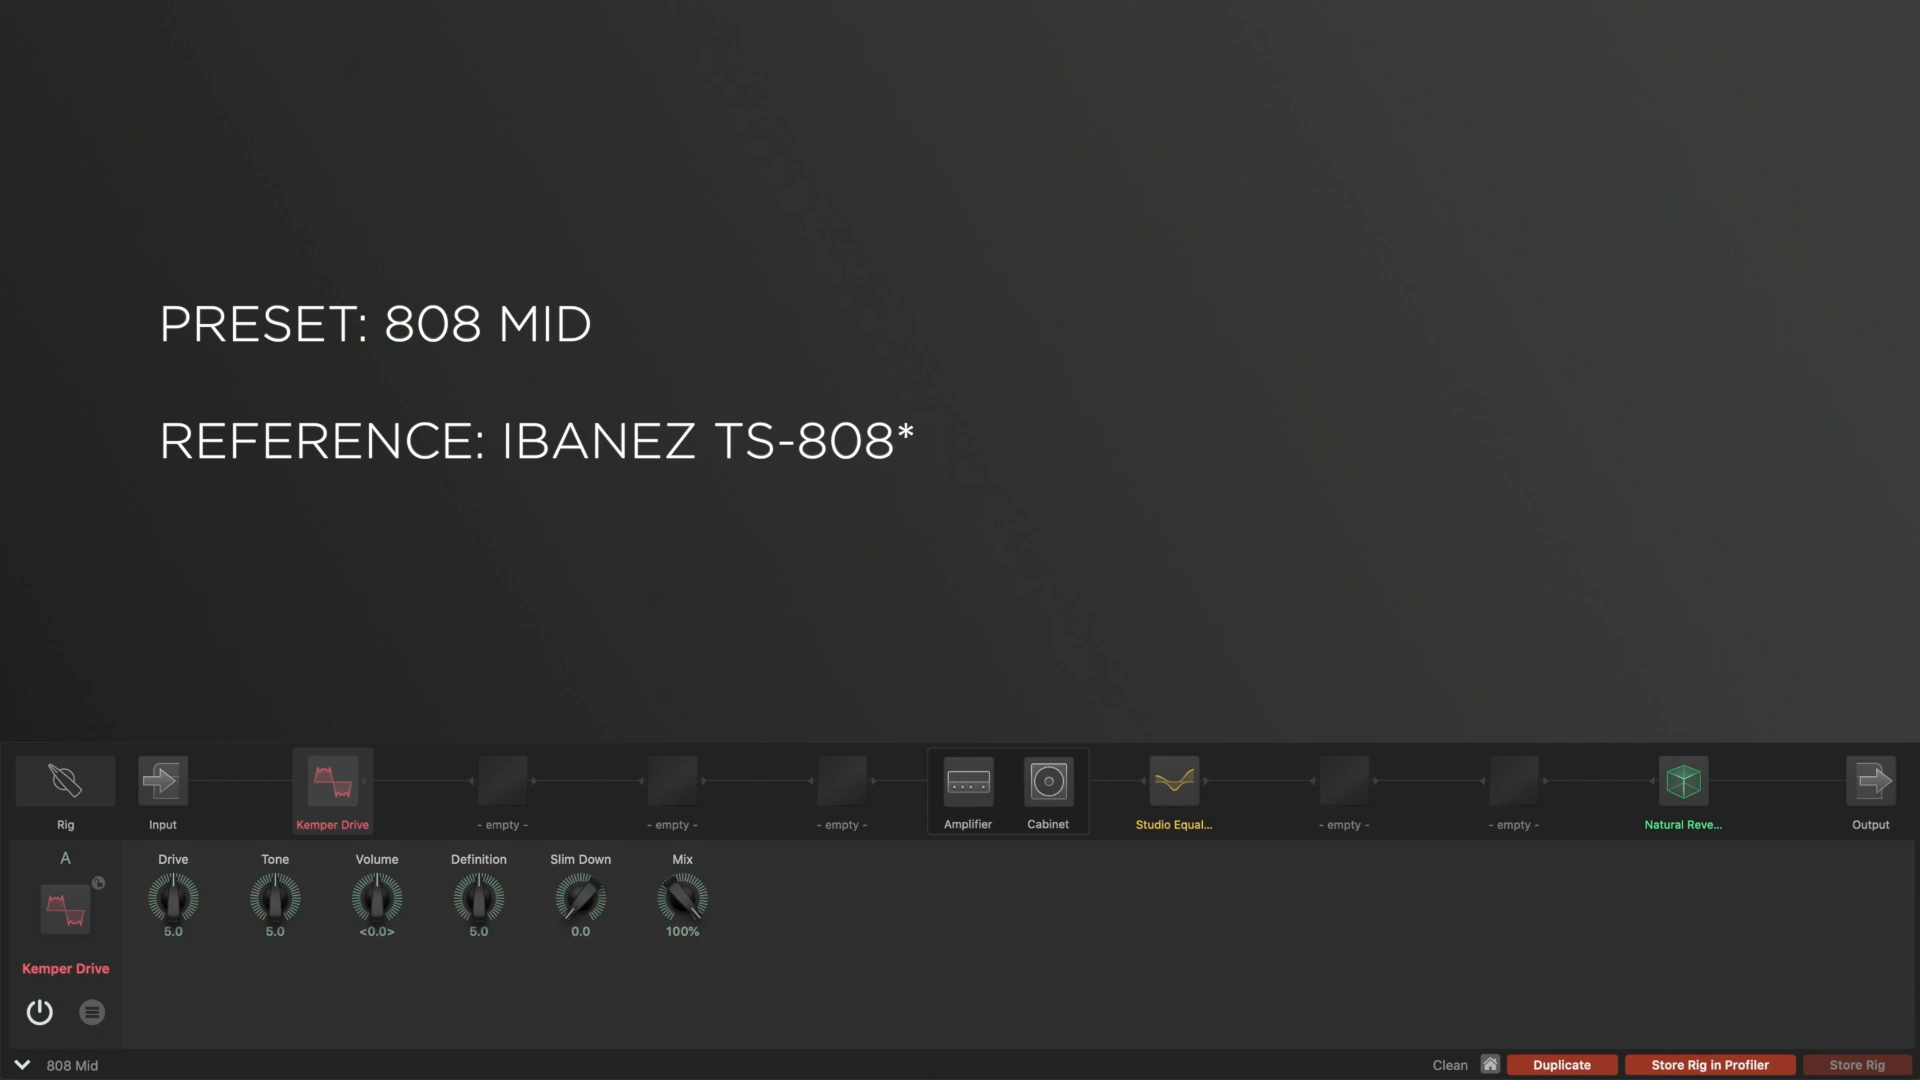 PRESET: 808 MID
REFERENCE: IBANEZ TS-808*
Rig
Input
Kemper Drive
- empty -
- empty -
- empty -
Amplifier
Cabinet
Studio Equal...
- empty -
- empty -
Natural Reve...
Output
A
Kemper Drive
Drive
5.0
Tone
5.0
Volume
<0.0>
Definition
5.0
Slim Down
0.0
Mix
100%
808 Mid
Clean
Duplicate
Store Rig in Profiler
Store Rig